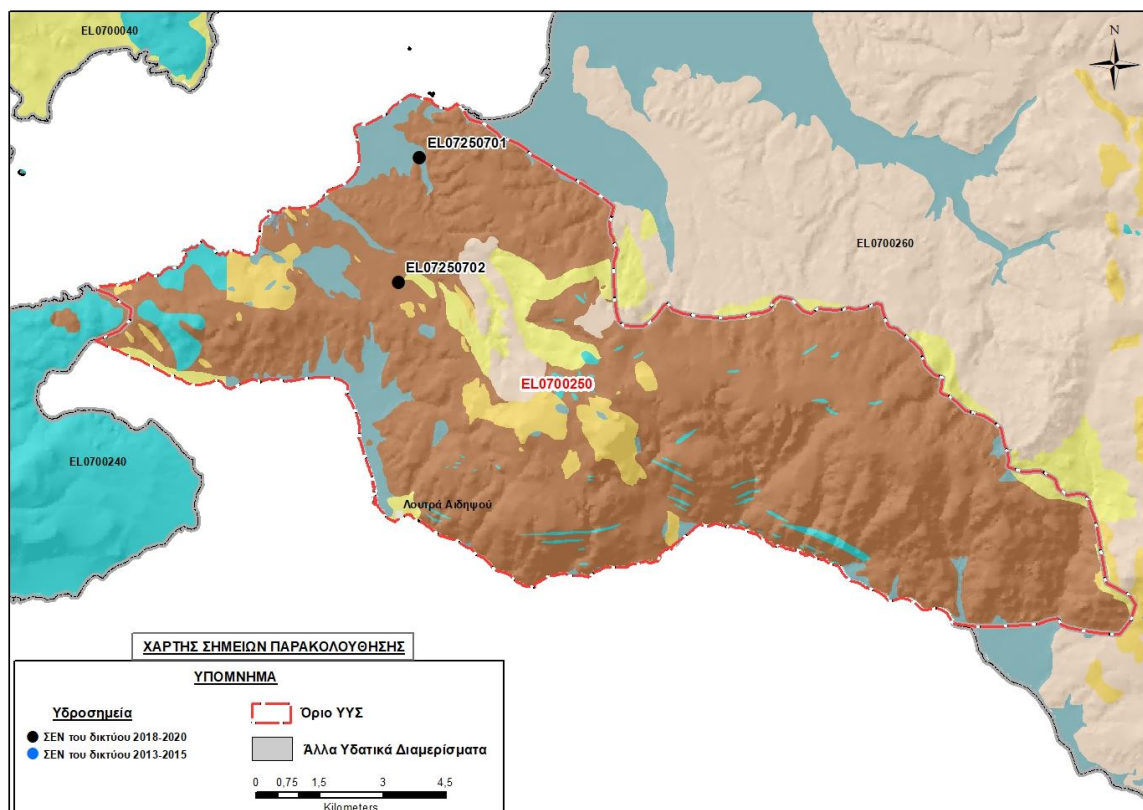 EL0700040
N
EL07250701
EL0700260
EL07250702
EL0700250
EL0700240
Λουτρά Αιδηψού
ΧΑΡΤΗΣ ΣΗΜΕΙΩΝ ΠΑΡΑΚΟΛΟΥΘΗΣΗΣ
ΥΠΟΜΝΗΜΑ
Υδροσημεία
ΣΕΝ του δικτύου 2018-2020
ΣΕΝ του δικτύου 2013-2015
Όριο ΥΥΣ
Άλλα Υδατικά Διαμερίσματα
0 0,75 1,5 3 4,5
Kilometers